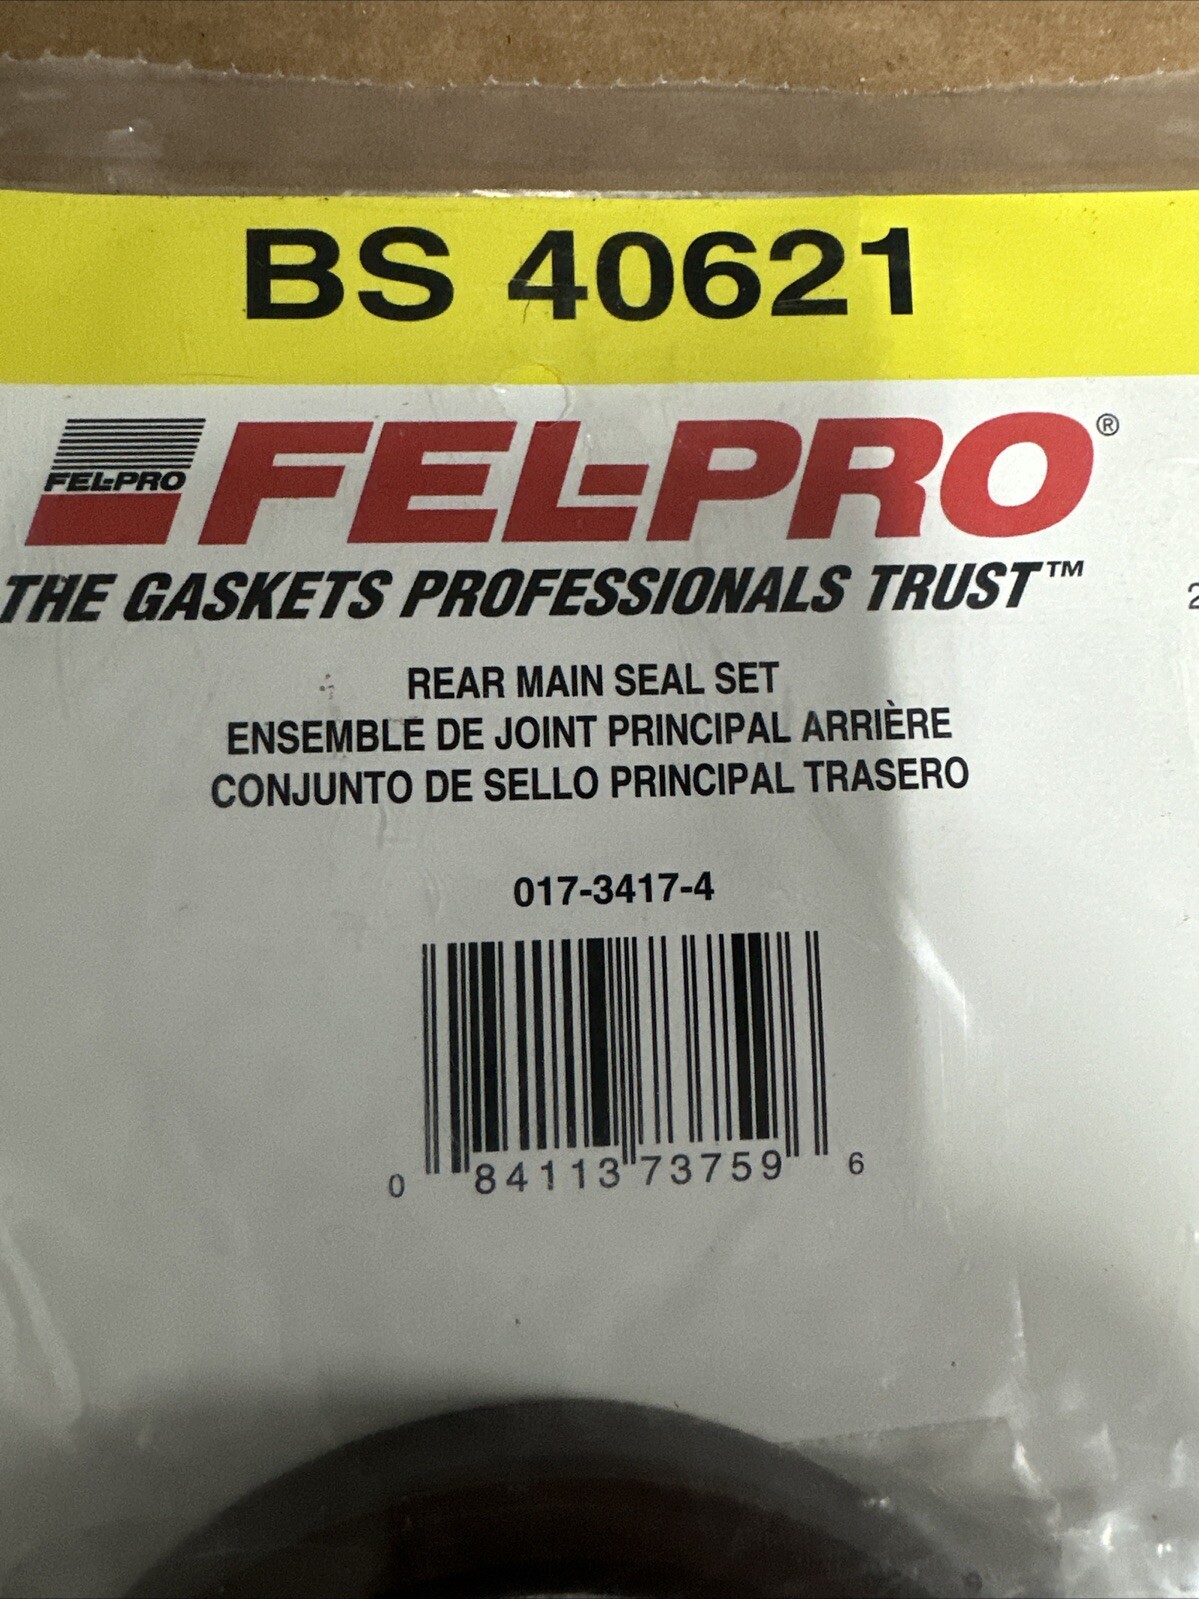 BS 40621
FEL-PRO
FEL-PRO®
THE GASKETS PROFESSIONALS TRUST™
REAR MAIN SEAL SET
ENSEMBLE DE JOINT PRINCIPAL ARRIÈRE
CONJUNTO DE SELLO PRINCIPAL TRASERO
017-3417-4
0 84113 73759 6